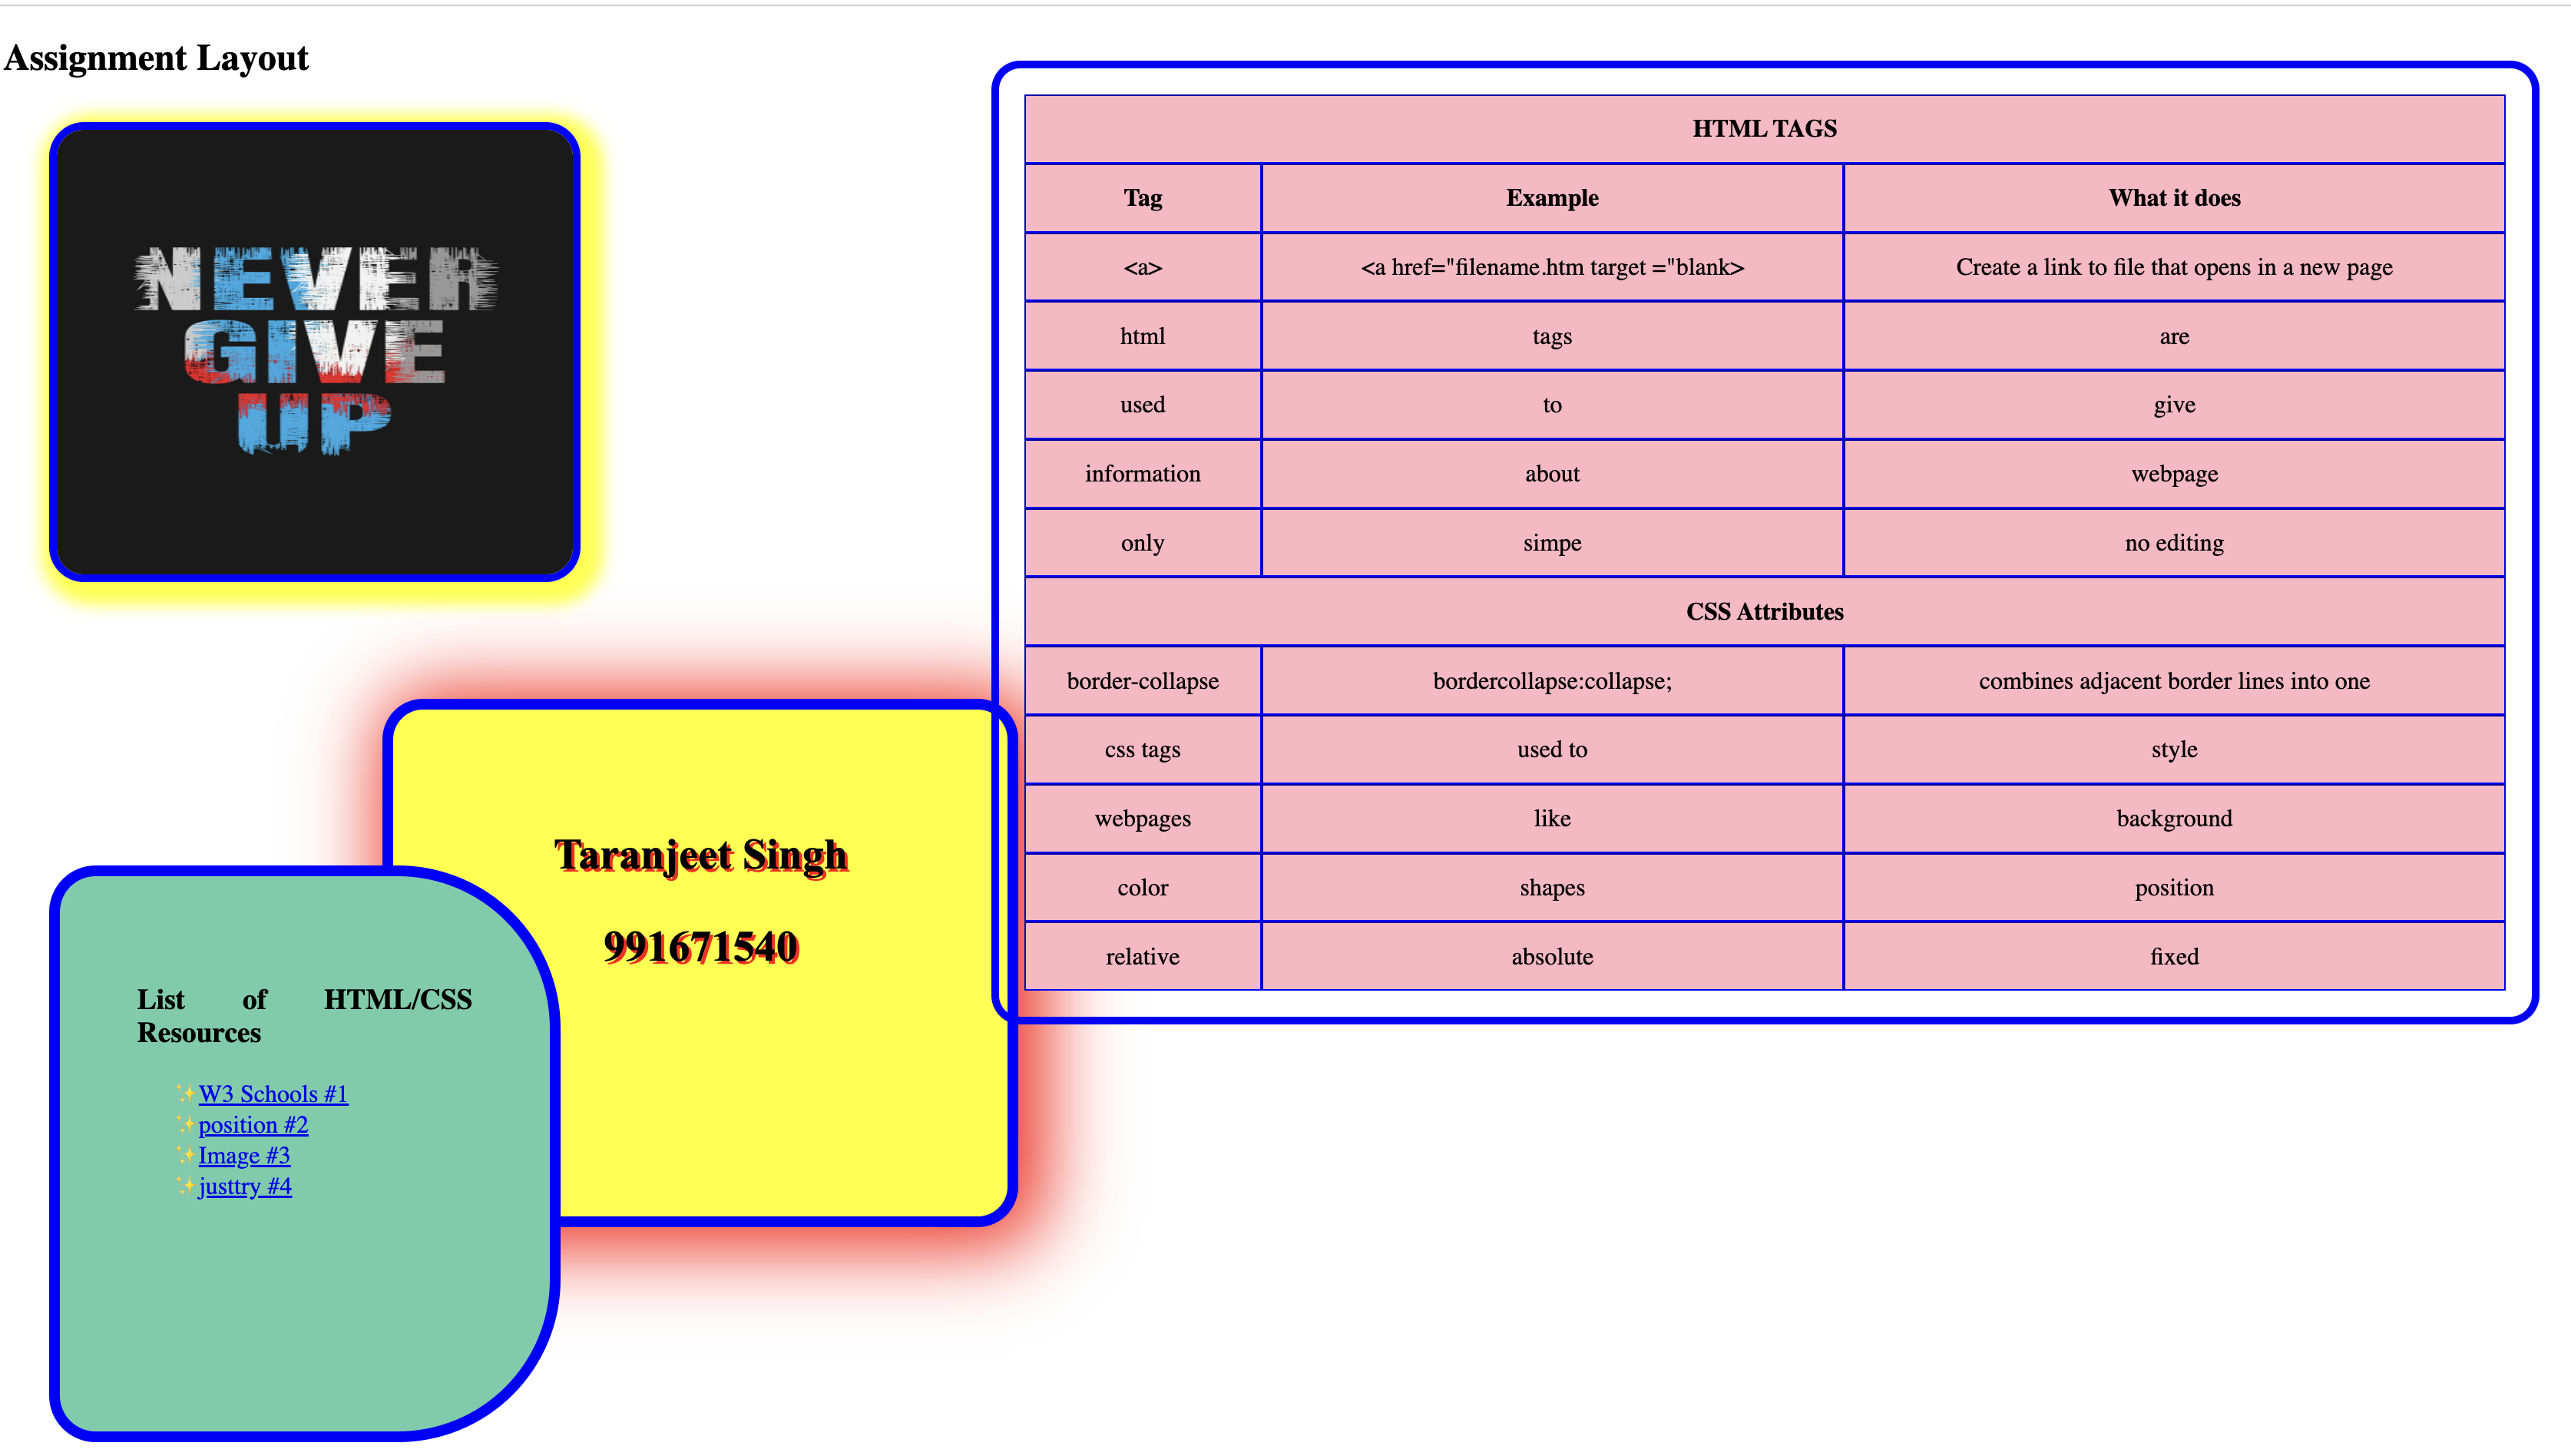 Assignment Layout
NEVER
GIVE
UP
Taranjeet Singh
991671540
List of HTML/CSS
Resources
✨W3 Schools #1
✨position #2
✨Image #3
✨justtry #4
HTML TAGS
Tag Example What it does
<a> <a href="filename.htm target ="blank> Create a link to file that opens in a new page
html tags are
used to give
information about webpage
only simpe no editing
CSS Attributes
border-collapse bordercollapse:collapse; combines adjacent border lines into one
css tags used to style
webpages like background
color shapes position
relative absolute fixed